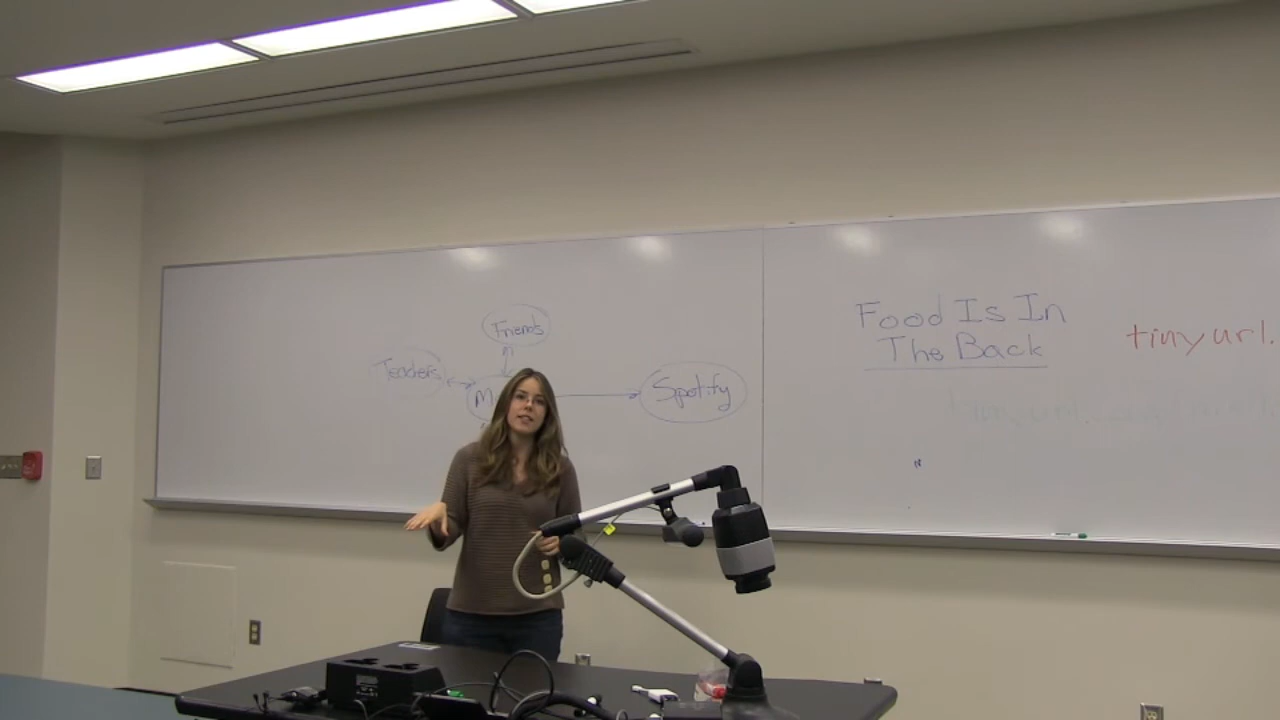 Friends
Teachers
M
Spotify
Food Is In
The Back
tinyurl.